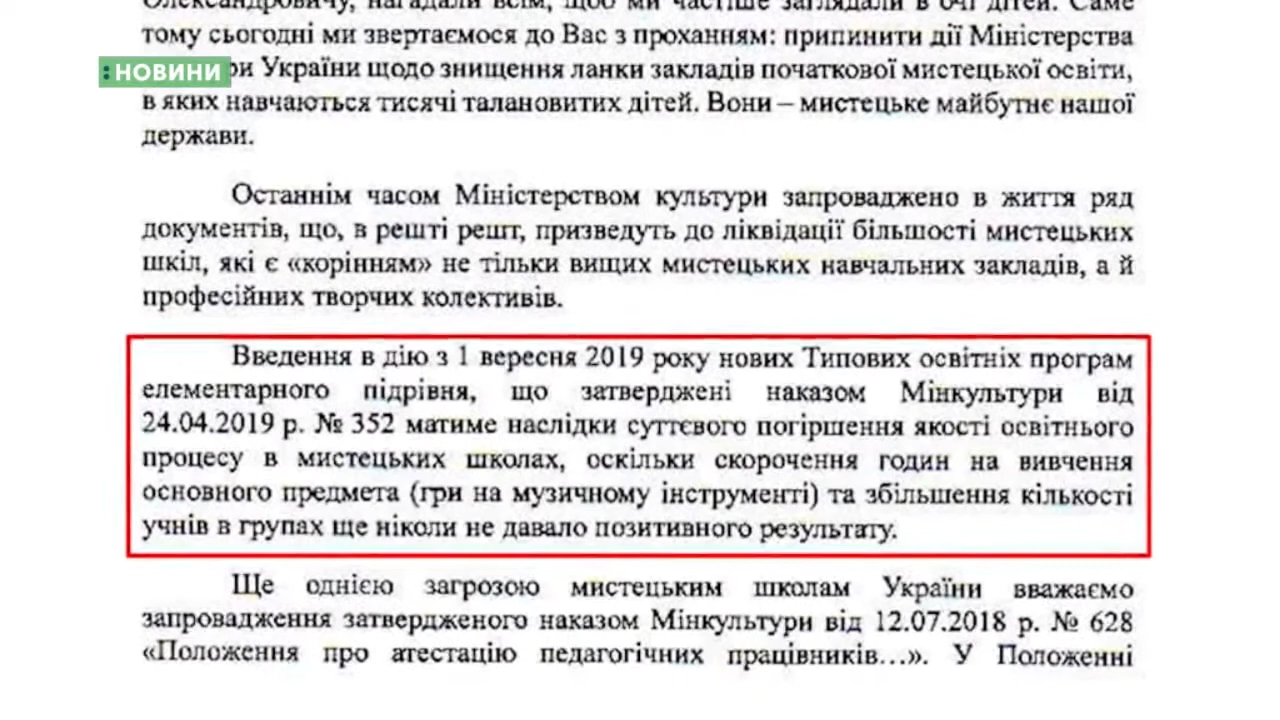 Олександровичу, нагадали всім, щоб ми частіше заглядали в очі дітей. Саме
тому сьогодні ми звертаємося до Вас з проханням: припинити дії Міністерства
:НОВИНИ
ри України щодо знищення ланки закладів початкової мистецької освіти,
в яких навчаються тисячі талановитих дітей. Вони – мистецьке майбутнє нашої
держави.
Останнім часом Міністерством культури запроваджено в життя ряд
документів, що, в решті решт, призведуть до ліквідації більшості мистецьких
шкіл, які є «корінням» не тільки вищих мистецьких навчальних закладів, а й
професійних творчих колективів.
Введення в дію з 1 вересня 2019 року нових Типових освітніх програм
елементарного підрівня, що затверджені наказом Мінкультури від
24.04.2019 р. № 352 матиме наслідки суттєвого погіршення якості освітнього
процесу в мистецьких школах, оскільки скорочення годин на вивчення
основного предмета (гри на музичному інструменті) та збільшення кількості
учнів в групах ще ніколи не давало позитивного результату.
Ще однією загрозою мистецьким школам України вважаємо
запровадження затвердженого наказом Мінкультури від 12.07.2018 р. № 628
«Положення про атестацію педагогічних працівників...». У Положенні